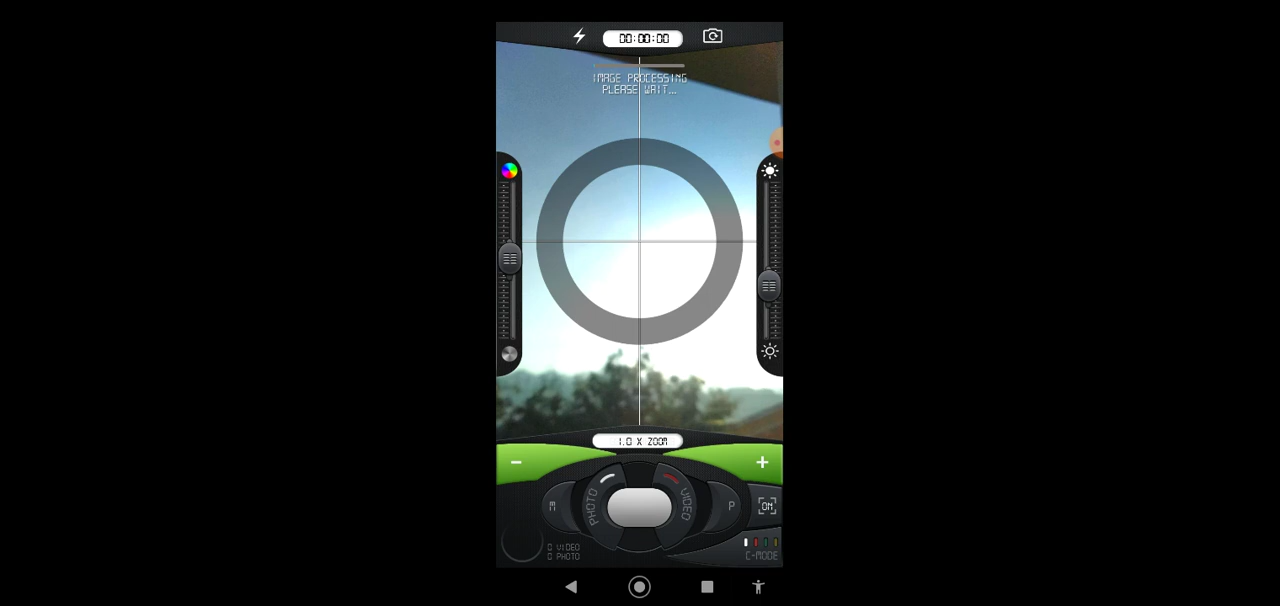 00:00:00
IMAGE PROCESSING
PLEASE WAIT...
1.0 X ZOOM
M
PHOTO
VIDEO
P
ON
0 VIDEO
0 PHOTO
C-MODE